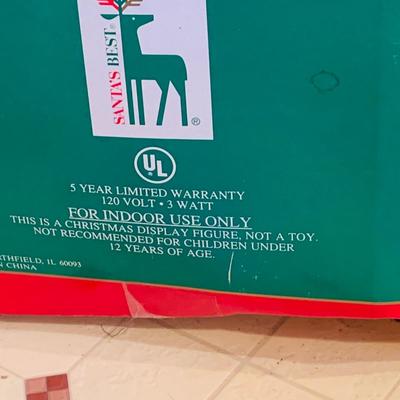 SANTA'S BEST®
®
UL
5 YEAR LIMITED WARRANTY
120 VOLT • 3 WATT
FOR INDOOR USE ONLY
THIS IS A CHRISTMAS DISPLAY FIGURE, NOT A TOY.
NOT RECOMMENDED FOR CHILDREN UNDER
12 YEARS OF AGE.
RTHFIELD, IL 60093
N CHINA